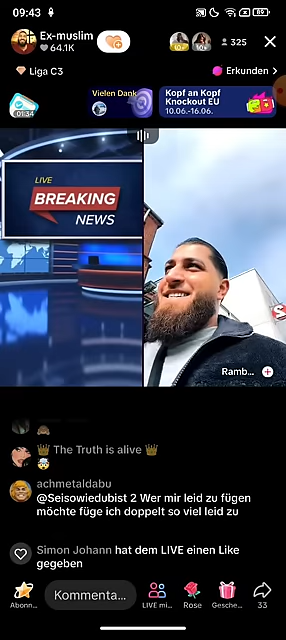 09:43
89
Ex-muslim
64.1K
325
Liga C3
Erkunden >
01:34
Vielen Dank
Kopf an Kopf
Knockout EU
10.06.-16.06.
LIVE
BREAKING
NEWS
S
Ramb...
👑 The Truth is alive 👑
🤯
achmetaldabu
@Seisowiedubist 2 Wer mir leid zu fügen
möchte füge ich doppelt so viel leid zu
Simon Johann hat dem LIVE einen Like
gegeben
Abonn...
Kommenta...
LIVE mi...
Rose
Gesche...
33